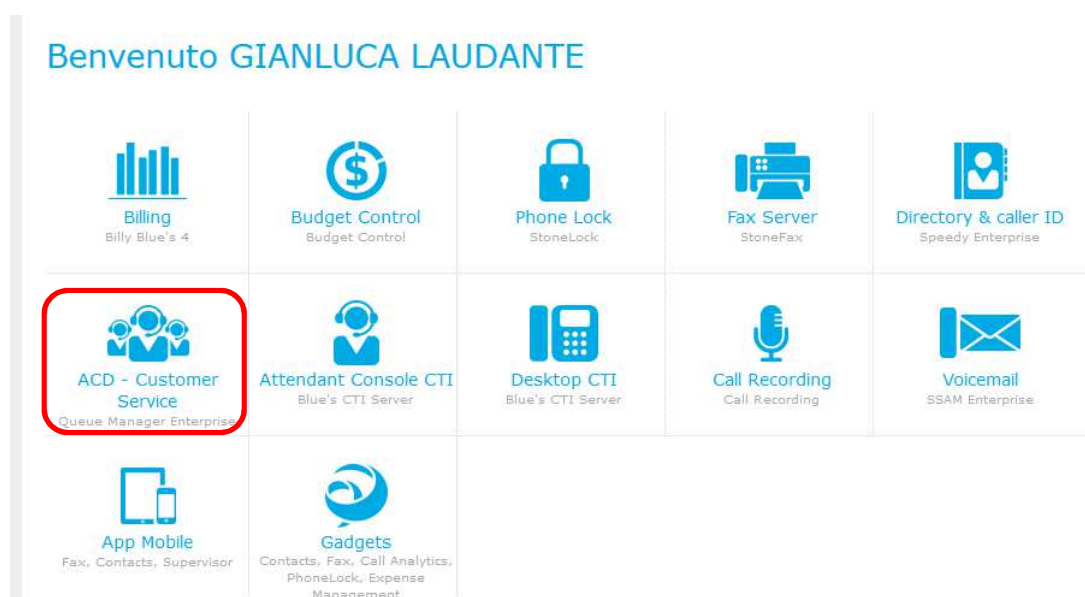 Benvenuto GIANLUCA LAUDANTE
Billing
Billy Blue's 4
Budget Control
Budget Control
Phone Lock
StoneLock
Fax Server
StoneFax
Directory & caller ID
Speedy Enterprise
ACD - Customer
Service
Queue Manager Enterprise
Attendant Console CTI
Blue's CTI Server
Desktop CTI
Blue's CTI Server
Call Recording
Call Recording
Voicemail
SSAM Enterprise
App Mobile
Fax, Contacts, Supervisor
Gadgets
Contacts, Fax, Call Analytics,
PhoneLock, Expense
Management